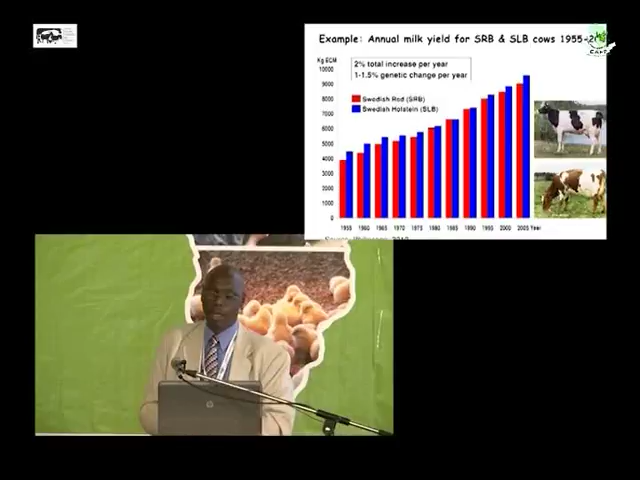 Example: Annual milk yield for SRB & SLB cows 1955-2
Kg ECM
2% total increase per year
1-1.5% genetic change per year
Swedish Red (SRB)
Swedish Holstein (SLB)
10000
9000
8000
7000
6000
5000
4000
3000
2000
1000
0
1955 1960 1965 1970 1975 1980 1985 1990 1995 2000 2005 Year